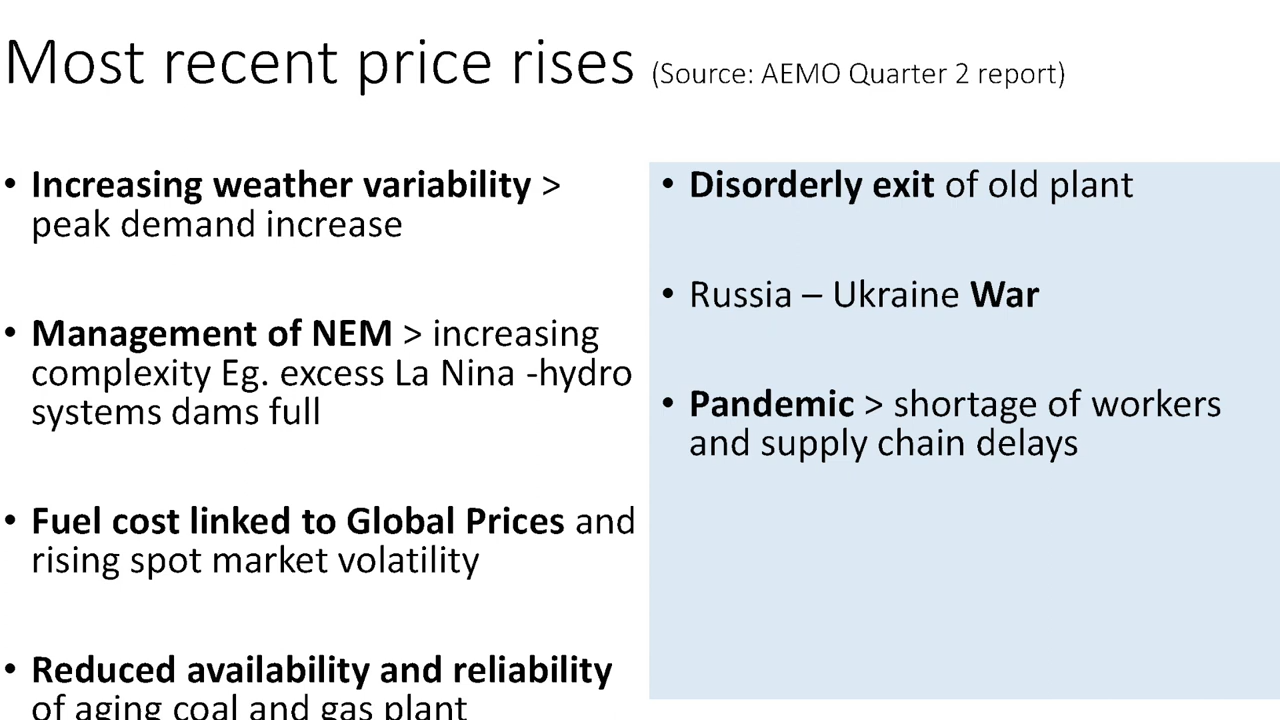 Most recent price rises (Source: AEMO Quarter 2 report)
• Increasing weather variability >
peak demand increase
• Management of NEM > increasing
complexity Eg. excess La Nina -hydro
systems dams full
• Fuel cost linked to Global Prices and
rising spot market volatility
• Reduced availability and reliability
of aging coal and gas plant
• Disorderly exit of old plant
• Russia – Ukraine War
• Pandemic > shortage of workers
and supply chain delays